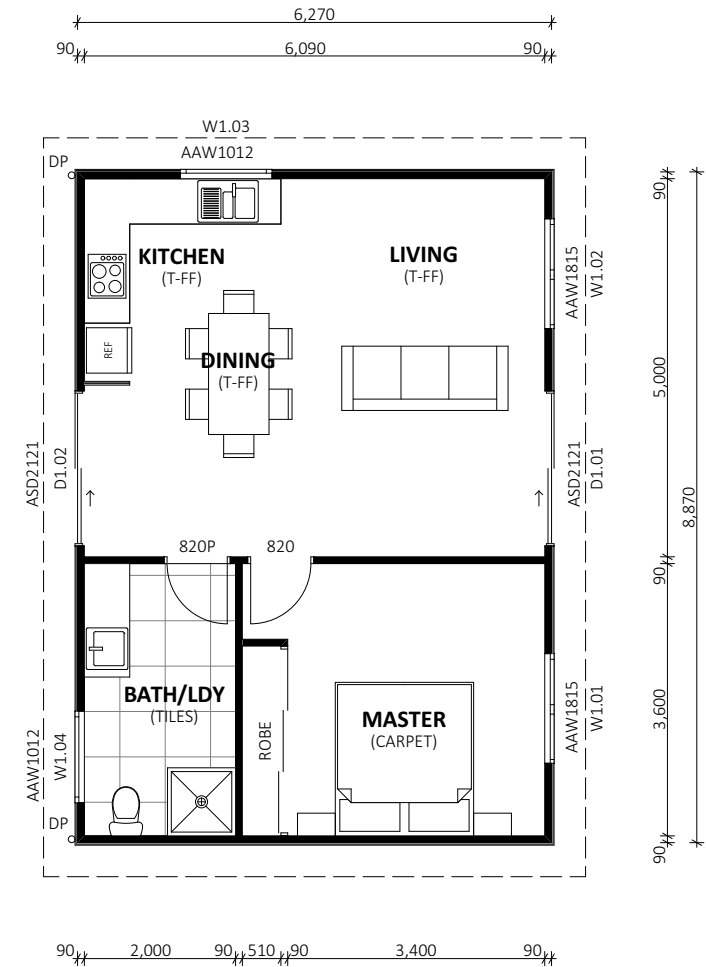 6,270
90 6,090 90
W1.03
AAW1012
DP
90
KITCHEN
(T-FF)
LIVING
(T-FF)
AAW1815
W1.02
REF
DINING
(T-FF)
5,000
ASD2121
D1.02
ASD2121
D1.01
8,870
820P
820
90
BATH/LDY
(TILES)
ROBE
MASTER
(CARPET)
AAW1815
W1.01
3,600
AAW1012
W1.04
DP
90
90 2,000 90 510 90 3,400 90